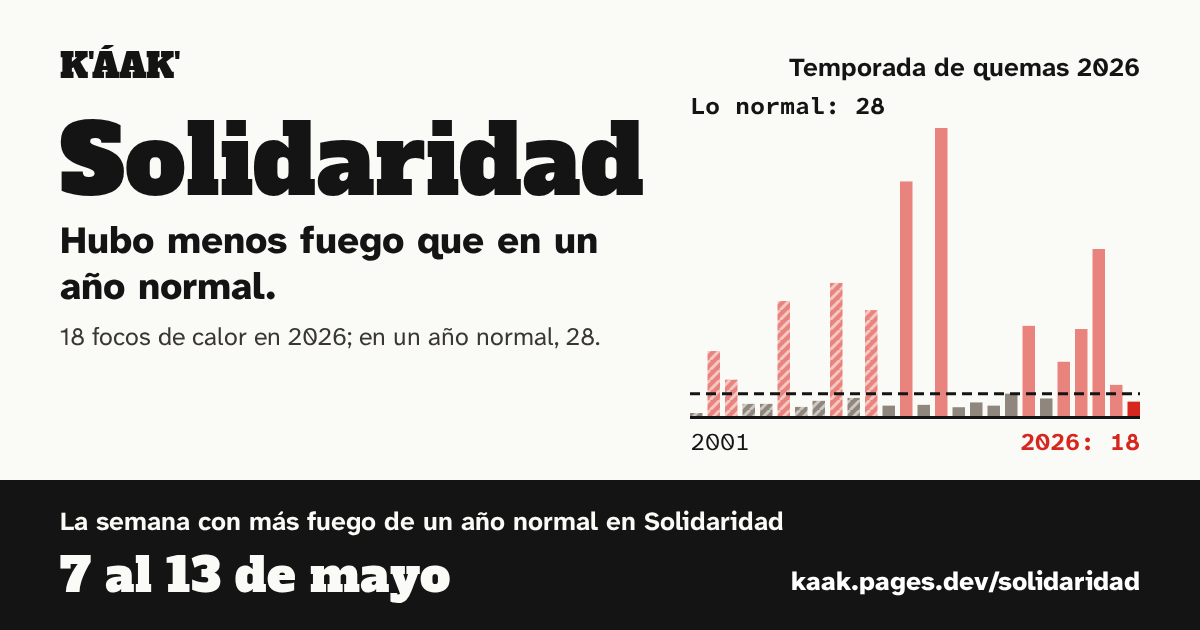 K'ÁAK'
Solidaridad
Hubo menos fuego que en un
año normal.
18 focos de calor en 2026; en un año normal, 28.
Temporada de quemas 2026
Lo normal: 28
2001
2026: 18
La semana con más fuego de un año normal en Solidaridad
7 al 13 de mayo
kaak.pages.dev/solidaridad